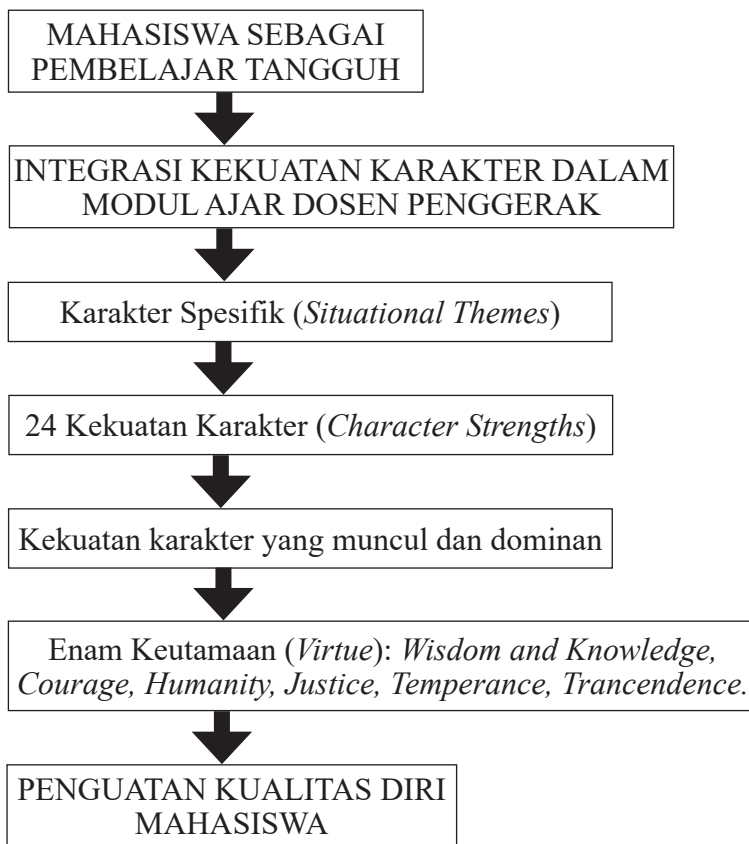 MAHASISWA SEBAGAI
PEMBELAJAR TANGGUH
INTEGRASI KEKUATAN KARAKTER DALAM
MODUL AJAR DOSEN PENGGERAK
Karakter Spesifik (Situational Themes)
24 Kekuatan Karakter (Character Strengths)
Kekuatan karakter yang muncul dan dominan
Enam Keutamaan (Virtue): Wisdom and Knowledge,
Courage, Humanity, Justice, Temperance, Trancendence.
PENGUATAN KUALITAS DIRI
MAHASISWA